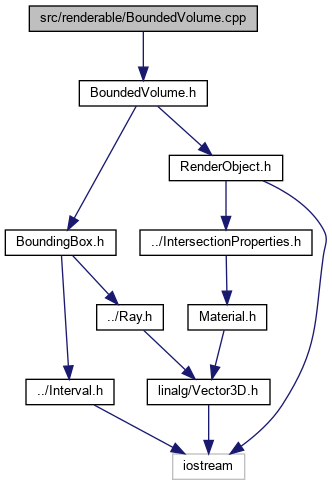 src/renderable/BoundedVolume.cpp
BoundedVolume.h
RenderObject.h
BoundingBox.h
../IntersectionProperties.h
../Ray.h
Material.h
../Interval.h
linalg/Vector3D.h
iostream